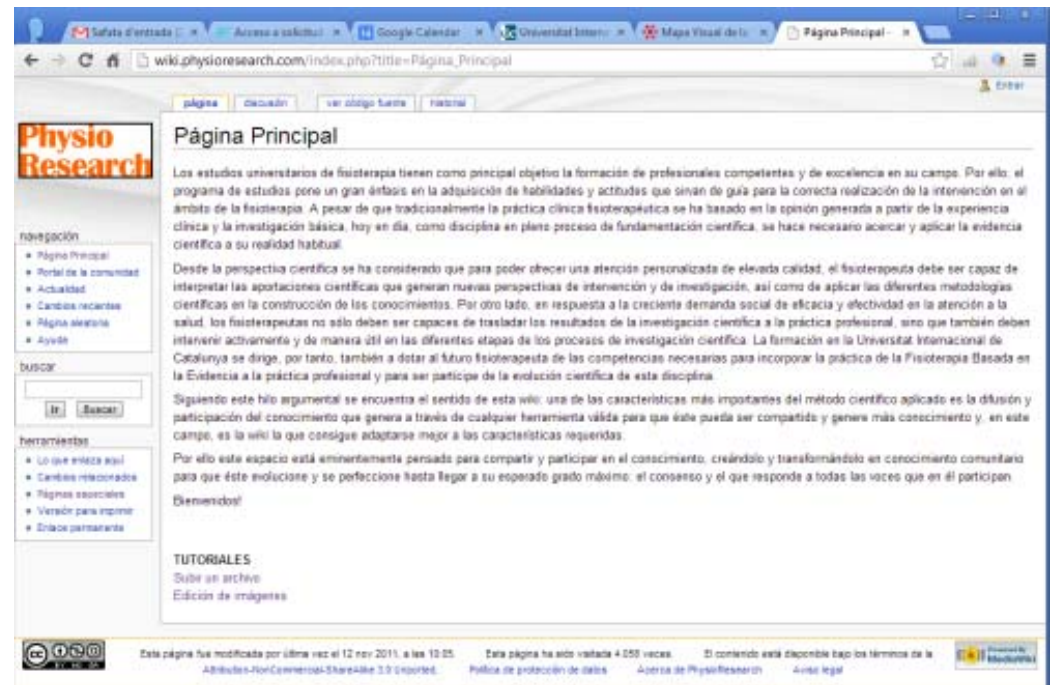 Safata d'entrada
Acceso a solicitud
Google Calendar
Universitat Intern
Mapa Visual de la
Página Principal -
wiki.physioresearch.com/index.php?title=Página_Principal
Entrar
página discusión ver código fuente historial
Physio
Research
Página Principal
Los estudios universitarios de fisioterapia tienen como principal objetivo la formación de profesionales competentes y de excelencia en su campo. Por ello, el
programa de estudios pone un gran énfasis en la adquisición de habilidades y actitudes que sirvan de guía para la correcta realización de la intervención en el
ámbito de la fisioterapia. A pesar de que tradicionalmente la práctica clínica fisioterapéutica se ha basado en la opinión generada a partir de la experiencia
clínica y la investigación básica, hoy en día, como disciplina en pleno proceso de fundamentación científica, se hace necesario acercar y aplicar la evidencia
científica a su realidad habitual.
Desde la perspectiva científica se ha considerado que para poder ofrecer una atención personalizada de elevada calidad, el fisioterapeuta debe ser capaz de
interpretar las aportaciones científicas que generan nuevas perspectivas de intervención y de investigación, así como de aplicar las diferentes metodologías
científicas en la construcción de los conocimientos. Por otro lado, en respuesta a la creciente demanda social de eficacia y efectividad en la atención a la
salud, los fisioterapeutas no sólo deben ser capaces de trasladar los resultados de la investigación científica a la práctica profesional, sino que también deben
intervenir activamente y de manera útil en las diferentes etapas de los procesos de investigación científica. La formación en la Universitat Internacional de
Catalunya se dirige, por tanto, también a dotar al futuro fisioterapeuta de las competencias necesarias para incorporar la práctica de la Fisioterapia Basada en
la Evidencia a la práctica profesional y para ser partícipe de la evolución científica de esta disciplina.
Siguiendo este hilo argumental se encuentra el sentido de esta wiki: una de las características más importantes del método científico aplicado es la difusión y
participación del conocimiento que genera a través de cualquier herramienta válida para que éste pueda ser compartido y genere más conocimiento y, en este
campo, es la wiki la que consigue adaptarse mejor a las características requeridas.
Por ello este espacio está eminentemente pensado para compartir y participar en el conocimiento, creándolo y transformándolo en conocimiento comunitario
para que éste evolucione y se perfeccione hasta llegar a su esperado grado máximo: el consenso y el que responde a todas las voces que en él participan.
Bienvenidos!
TUTORIALES
Subir un archivo
Edición de imágenes
navegación
Página Principal
Portal de la comunidad
Actualidad
Cambios recientes
Página aleatoria
Ayuda
buscar
Ir Buscar
herramientas
Lo que enlaza aquí
Cambios relacionados
Páginas especiales
Versión para imprimir
Enlace permanente
Esta página fue modificada por última vez el 12 nov 2011, a las 10:05. Esta página ha sido visitada 4.058 veces. El contenido está disponible bajo los términos de la
Attribution-NonCommercial-ShareAlike 3.0 Unported. Política de protección de datos Acerca de PhysioResearch Aviso legal
cc BY NC SA
Powered By
MediaWiki